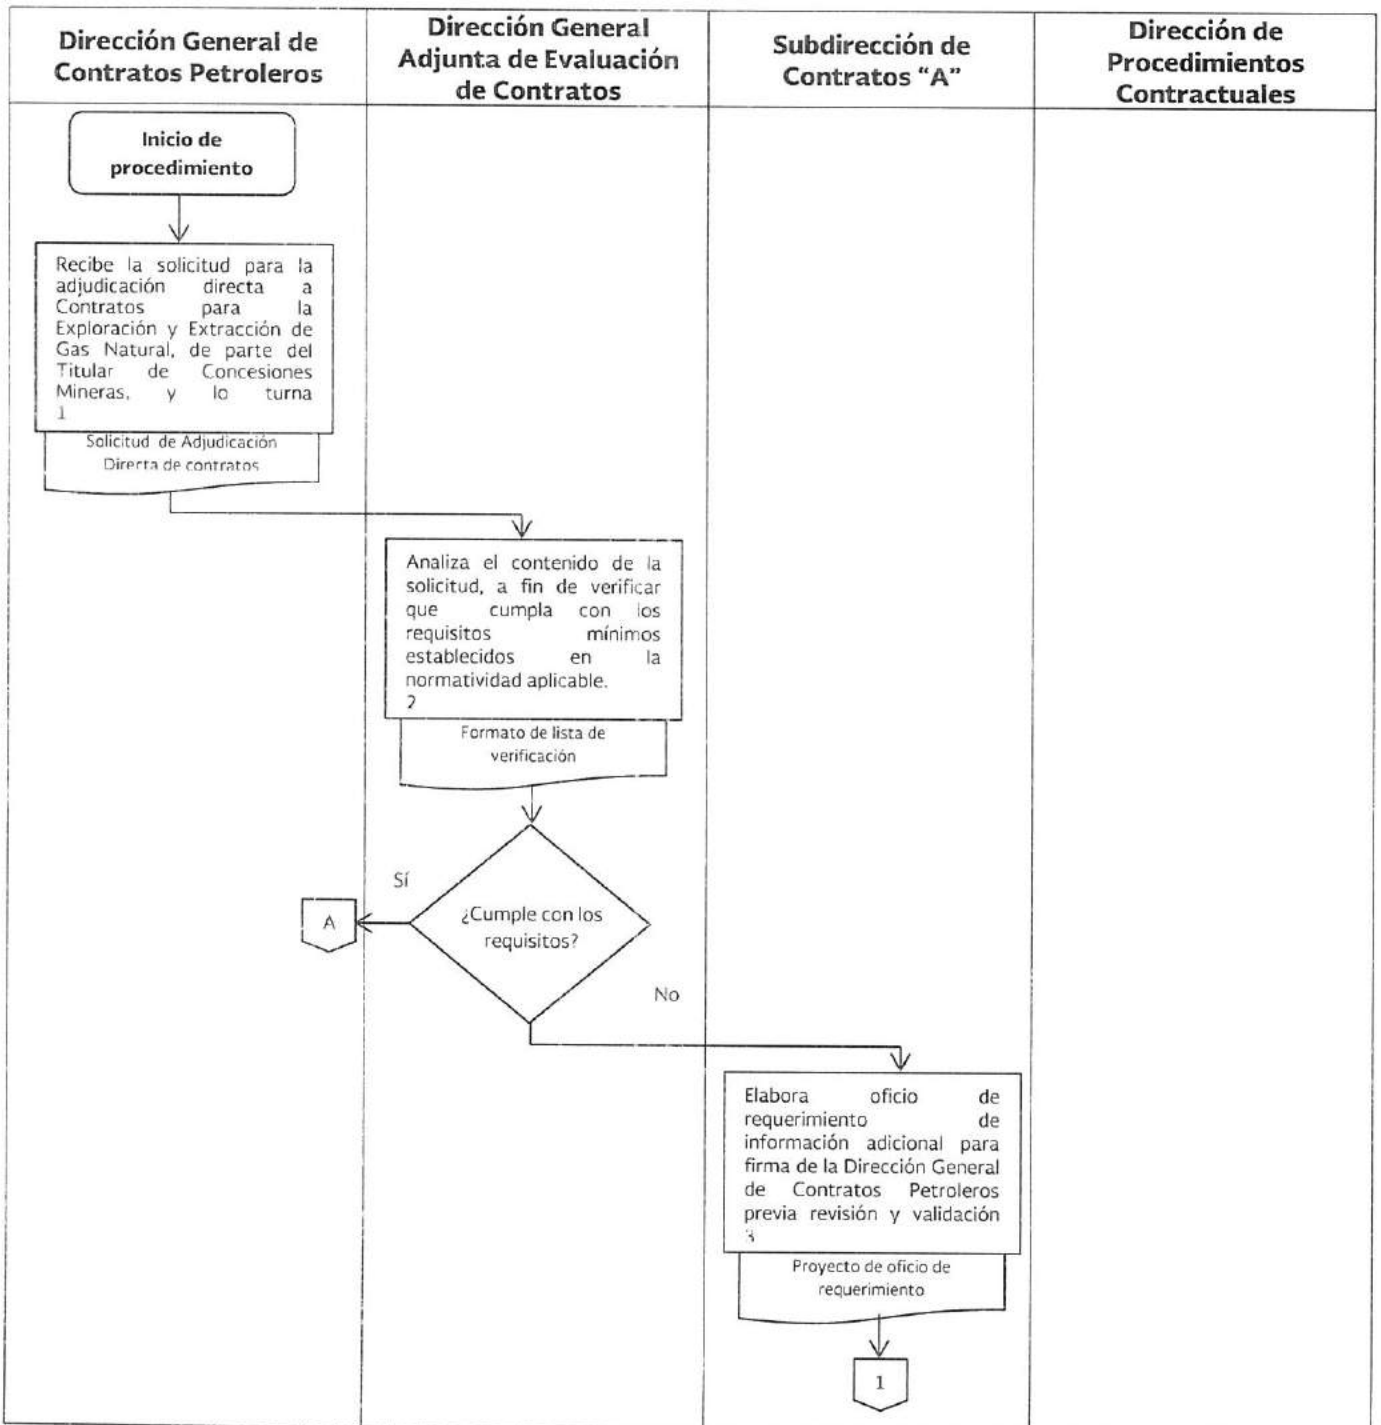 Dirección General de
Contratos Petroleros
Dirección General
Adjunta de Evaluación
de Contratos
Subdirección de
Contratos “A”
Dirección de
Procedimientos
Contractuales
Inicio de
procedimiento
Recibe la solicitud para la
adjudicación directa a
Contratos para la
Exploración y Extracción de
Gas Natural, de parte del
Titular de Concesiones
Mineras, y lo turna
1
Solicitud de Adjudicación
Directa de contratos
Analiza el contenido de la
solicitud, a fin de verificar
que cumpla con los
requisitos mínimos
establecidos en la
normatividad aplicable.
2
Formato de lista de
verificación
Sí
A
¿Cumple con los
requisitos?
No
Elabora oficio de
requerimiento de
información adicional para
firma de la Dirección General
de Contratos Petroleros
previa revisión y validación
3
Proyecto de oficio de
requerimiento
1